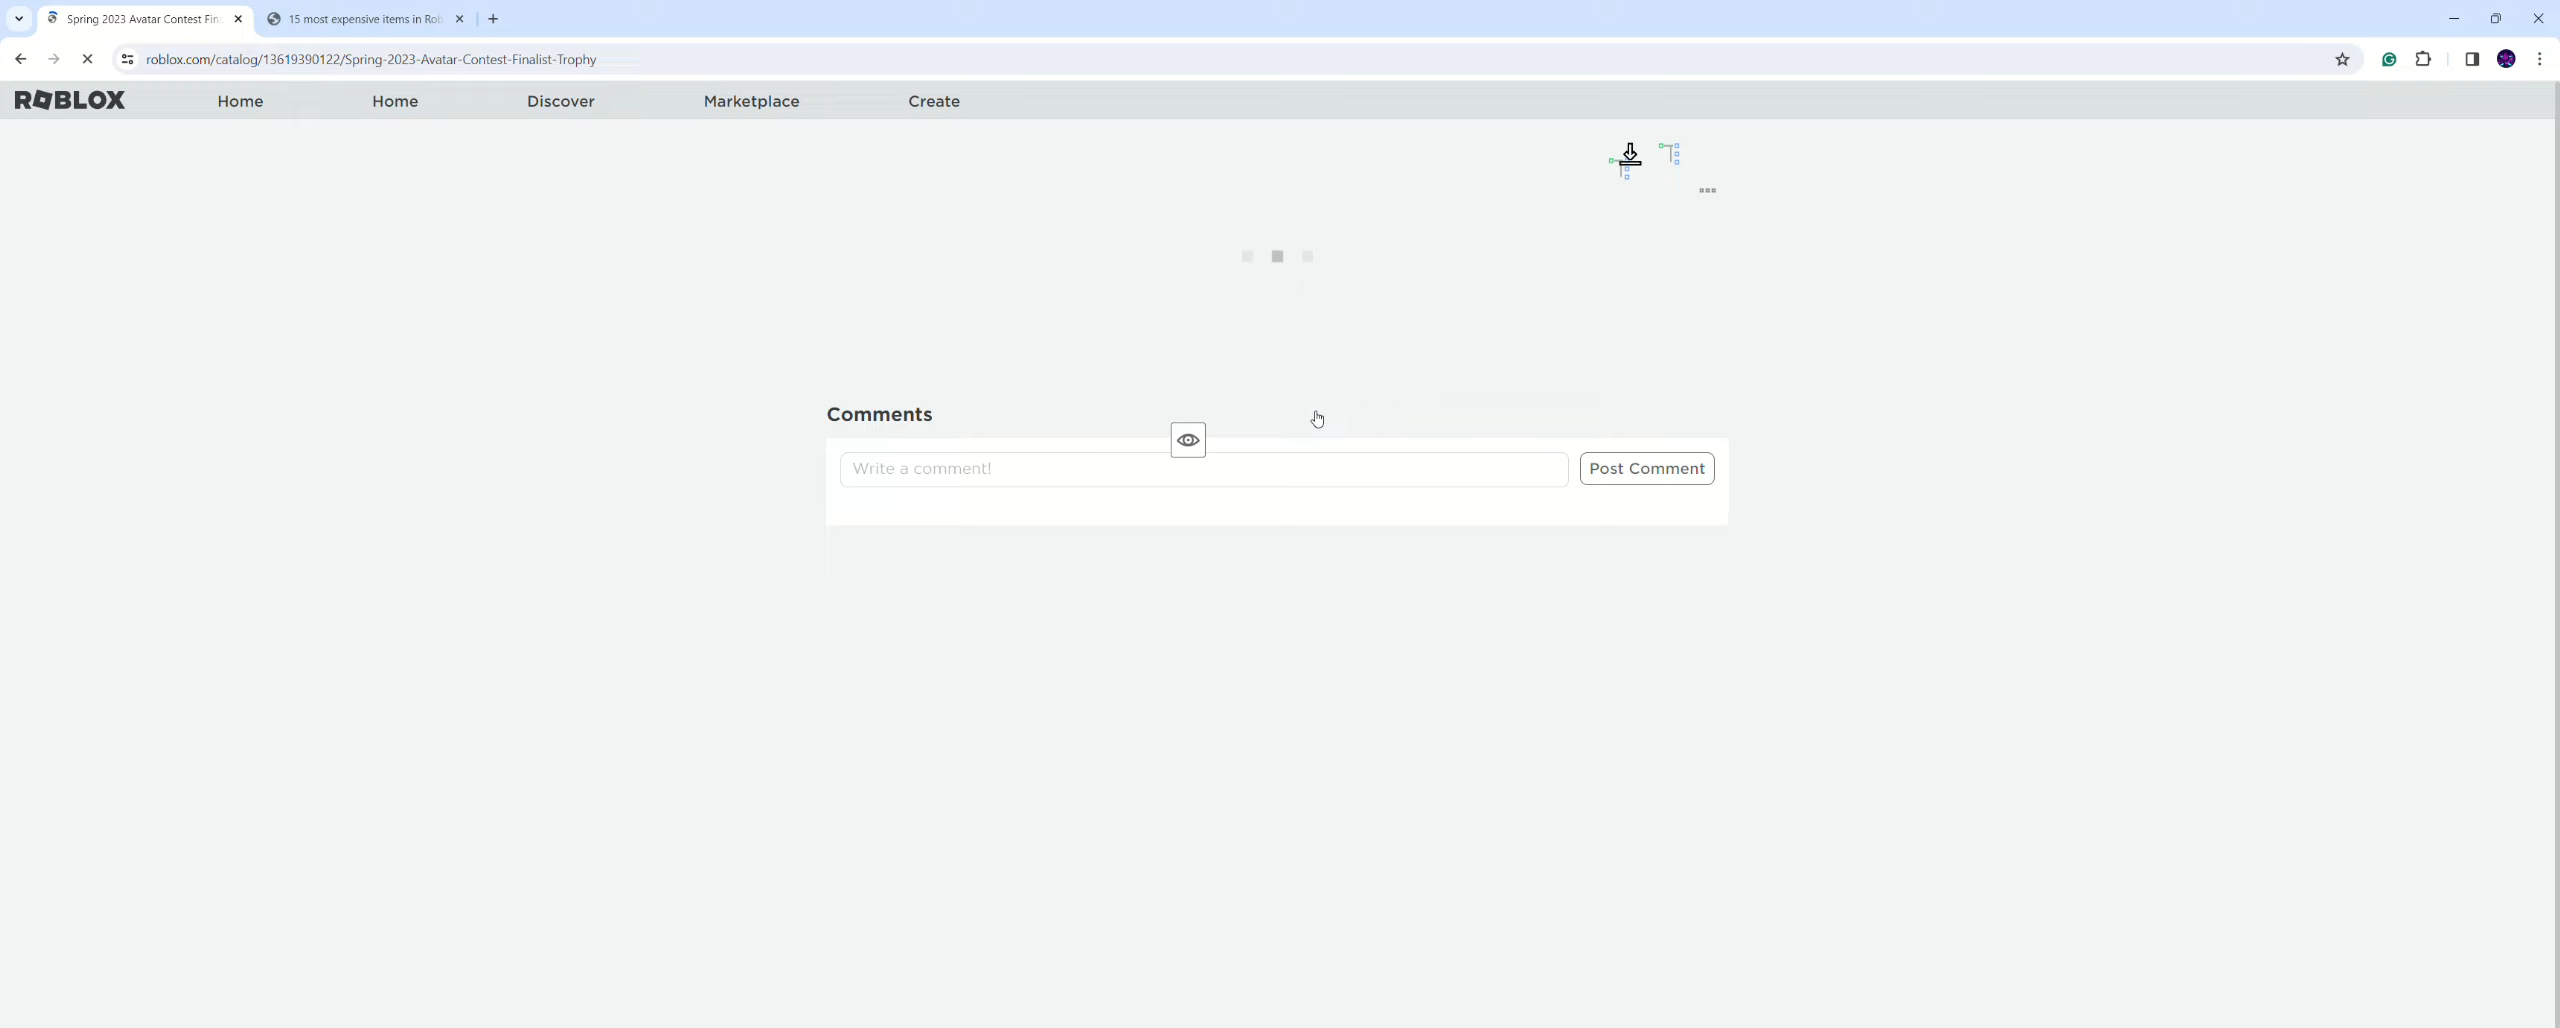 Spring 2023 Avatar Contest Fin
15 most expensive items in Rob
roblox.com/catalog/13619390122/Spring-2023-Avatar-Contest-Finalist-Trophy
ROBLOX
Home
Home
Discover
Marketplace
Create
Comments
Write a comment!
Post Comment